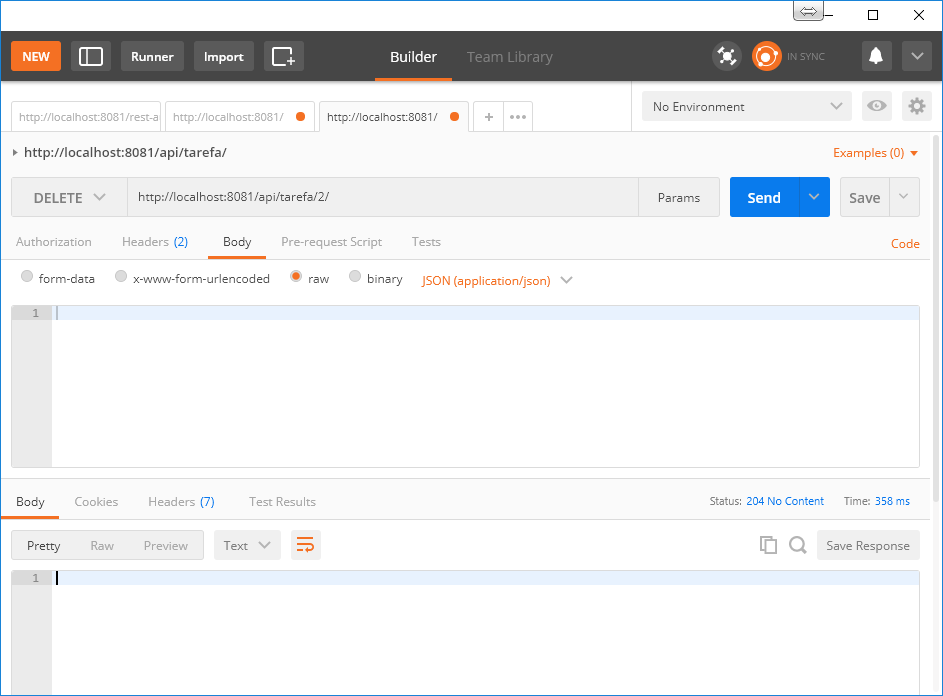 NEW Runner Import Builder Team Library IN SYNC
http://localhost:8081/rest-a http://localhost:8081/ http://localhost:8081/ + ••• No Environment
http://localhost:8081/api/tarefa/ Examples (0)
DELETE http://localhost:8081/api/tarefa/2/ Params Send Save
Authorization Headers (2) Body Pre-request Script Tests Code
form-data x-www-form-urlencoded raw binary JSON (application/json)
1
Body Cookies Headers (7) Test Results Status: 204 No Content Time: 358 ms
Pretty Raw Preview Text Save Response
1